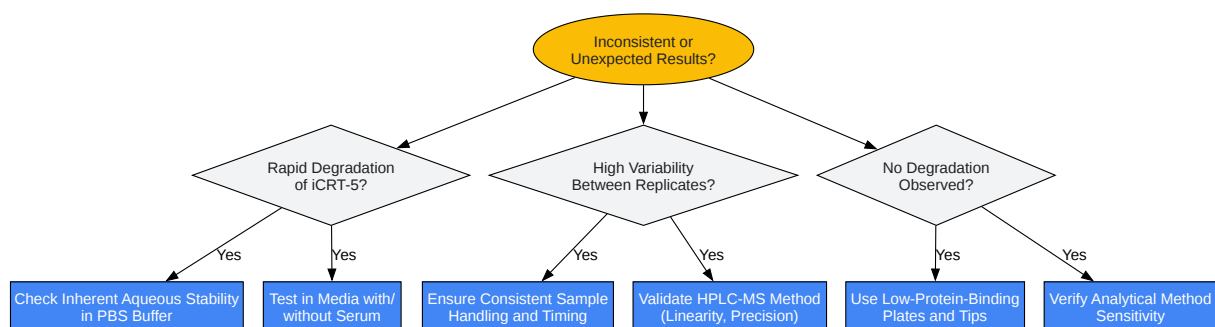 Inconsistent or
Unexpected Results?
Rapid Degradation
of iCRT-5?
High Variability
Between Replicates?
No Degradation
Observed?
Yes
Yes
Yes
Yes
Yes
Yes
Check Inherent Aqueous Stability
in PBS Buffer
Test in Media with/
without Serum
Ensure Consistent Sample
Handling and Timing
Validate HPLC-MS Method
(Linearity, Precision)
Use Low-Protein-Binding
Plates and Tips
Verify Analytical Method
Sensitivity